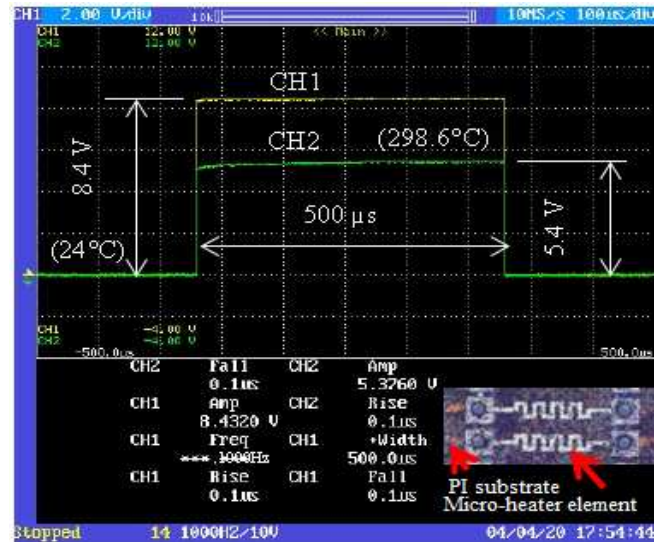 CH1 2.00 V/div 10k 10MS/s 100us/div
CH1 12.00 V
CH2 12.00 V
<< Main >>
CH1
CH2 (298.6°C)
8.4 V
500 µs
5.4 V
(24°C)
CH1 -4.00 V
CH2 -4.00 V
-500.0us 500.0us
CH2 Fall CH2 Amp
0.1us 5.3760 V
CH1 Amp CH2 Rise
8.4320 V 0.1us
CH1 Freq CH1 +Width
***.1000Hz 500.0us
CH1 Rise CH1 Fall
0.1us 0.1us
PI substrate
Micro-heater element
Stopped 14 1000HZ/10V 04/04/20 17:54:44